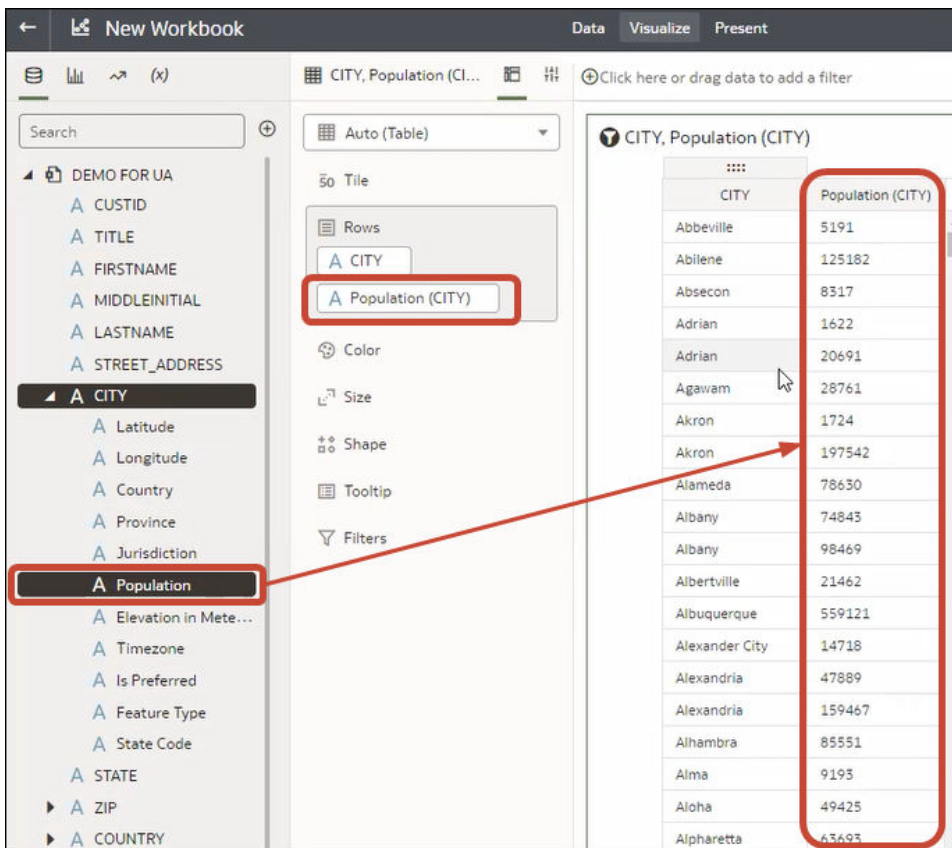 New Workbook
Data Visualize Present
(x)
CITY, Population (CI...
Click here or drag data to add a filter
Search
Auto (Table)
Tile
Rows
CITY
Population (CITY)
Color
Size
Shape
Tooltip
Filters
DEMO FOR UA
A CUSTID
A TITLE
A FIRSTNAME
A MIDDLEINITIAL
A LASTNAME
A STREET_ADDRESS
A CITY
A Latitude
A Longitude
A Country
A Province
A Jurisdiction
A Population
A Elevation in Mete...
A Timezone
A Is Preferred
A Feature Type
A State Code
A STATE
A ZIP
A COUNTRY
CITY, Population (CITY)
CITY Population (CITY)
Abbeville 5191
Abilene 125182
Absecon 8317
Adrian 1622
Adrian 20691
Agawam 28761
Akron 1724
Akron 197542
Alameda 78630
Albany 74843
Albany 98469
Albertville 21462
Albuquerque 559121
Alexander City 14718
Alexandria 47889
Alexandria 159467
Alhambra 85551
Alma 9193
Aloha 49425
Alpharetta 63693